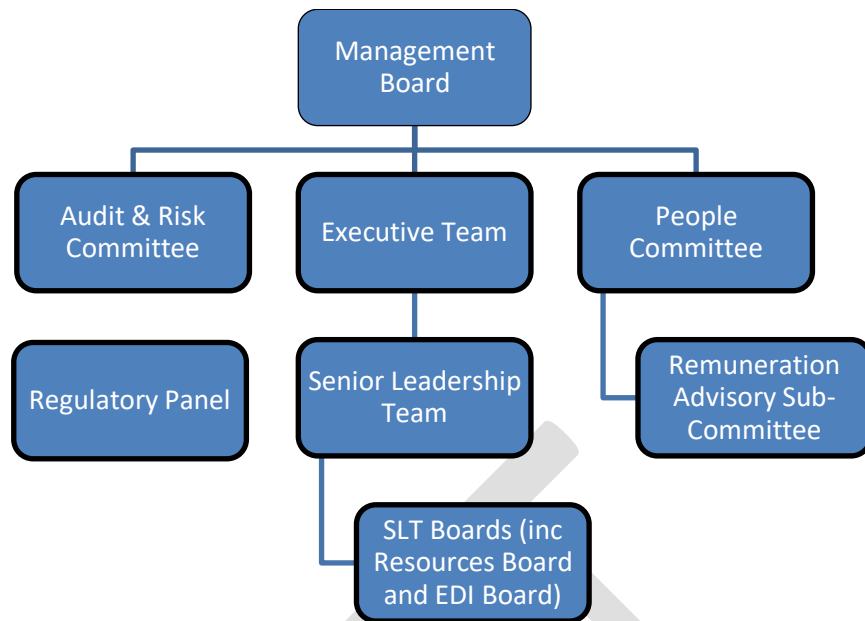 Management
Board
Audit & Risk
Committee
Executive Team
People
Committee
Regulatory Panel
Senior Leadership
Team
Remuneration
Advisory Sub-
Committee
SLT Boards (inc
Resources Board
and EDI Board)